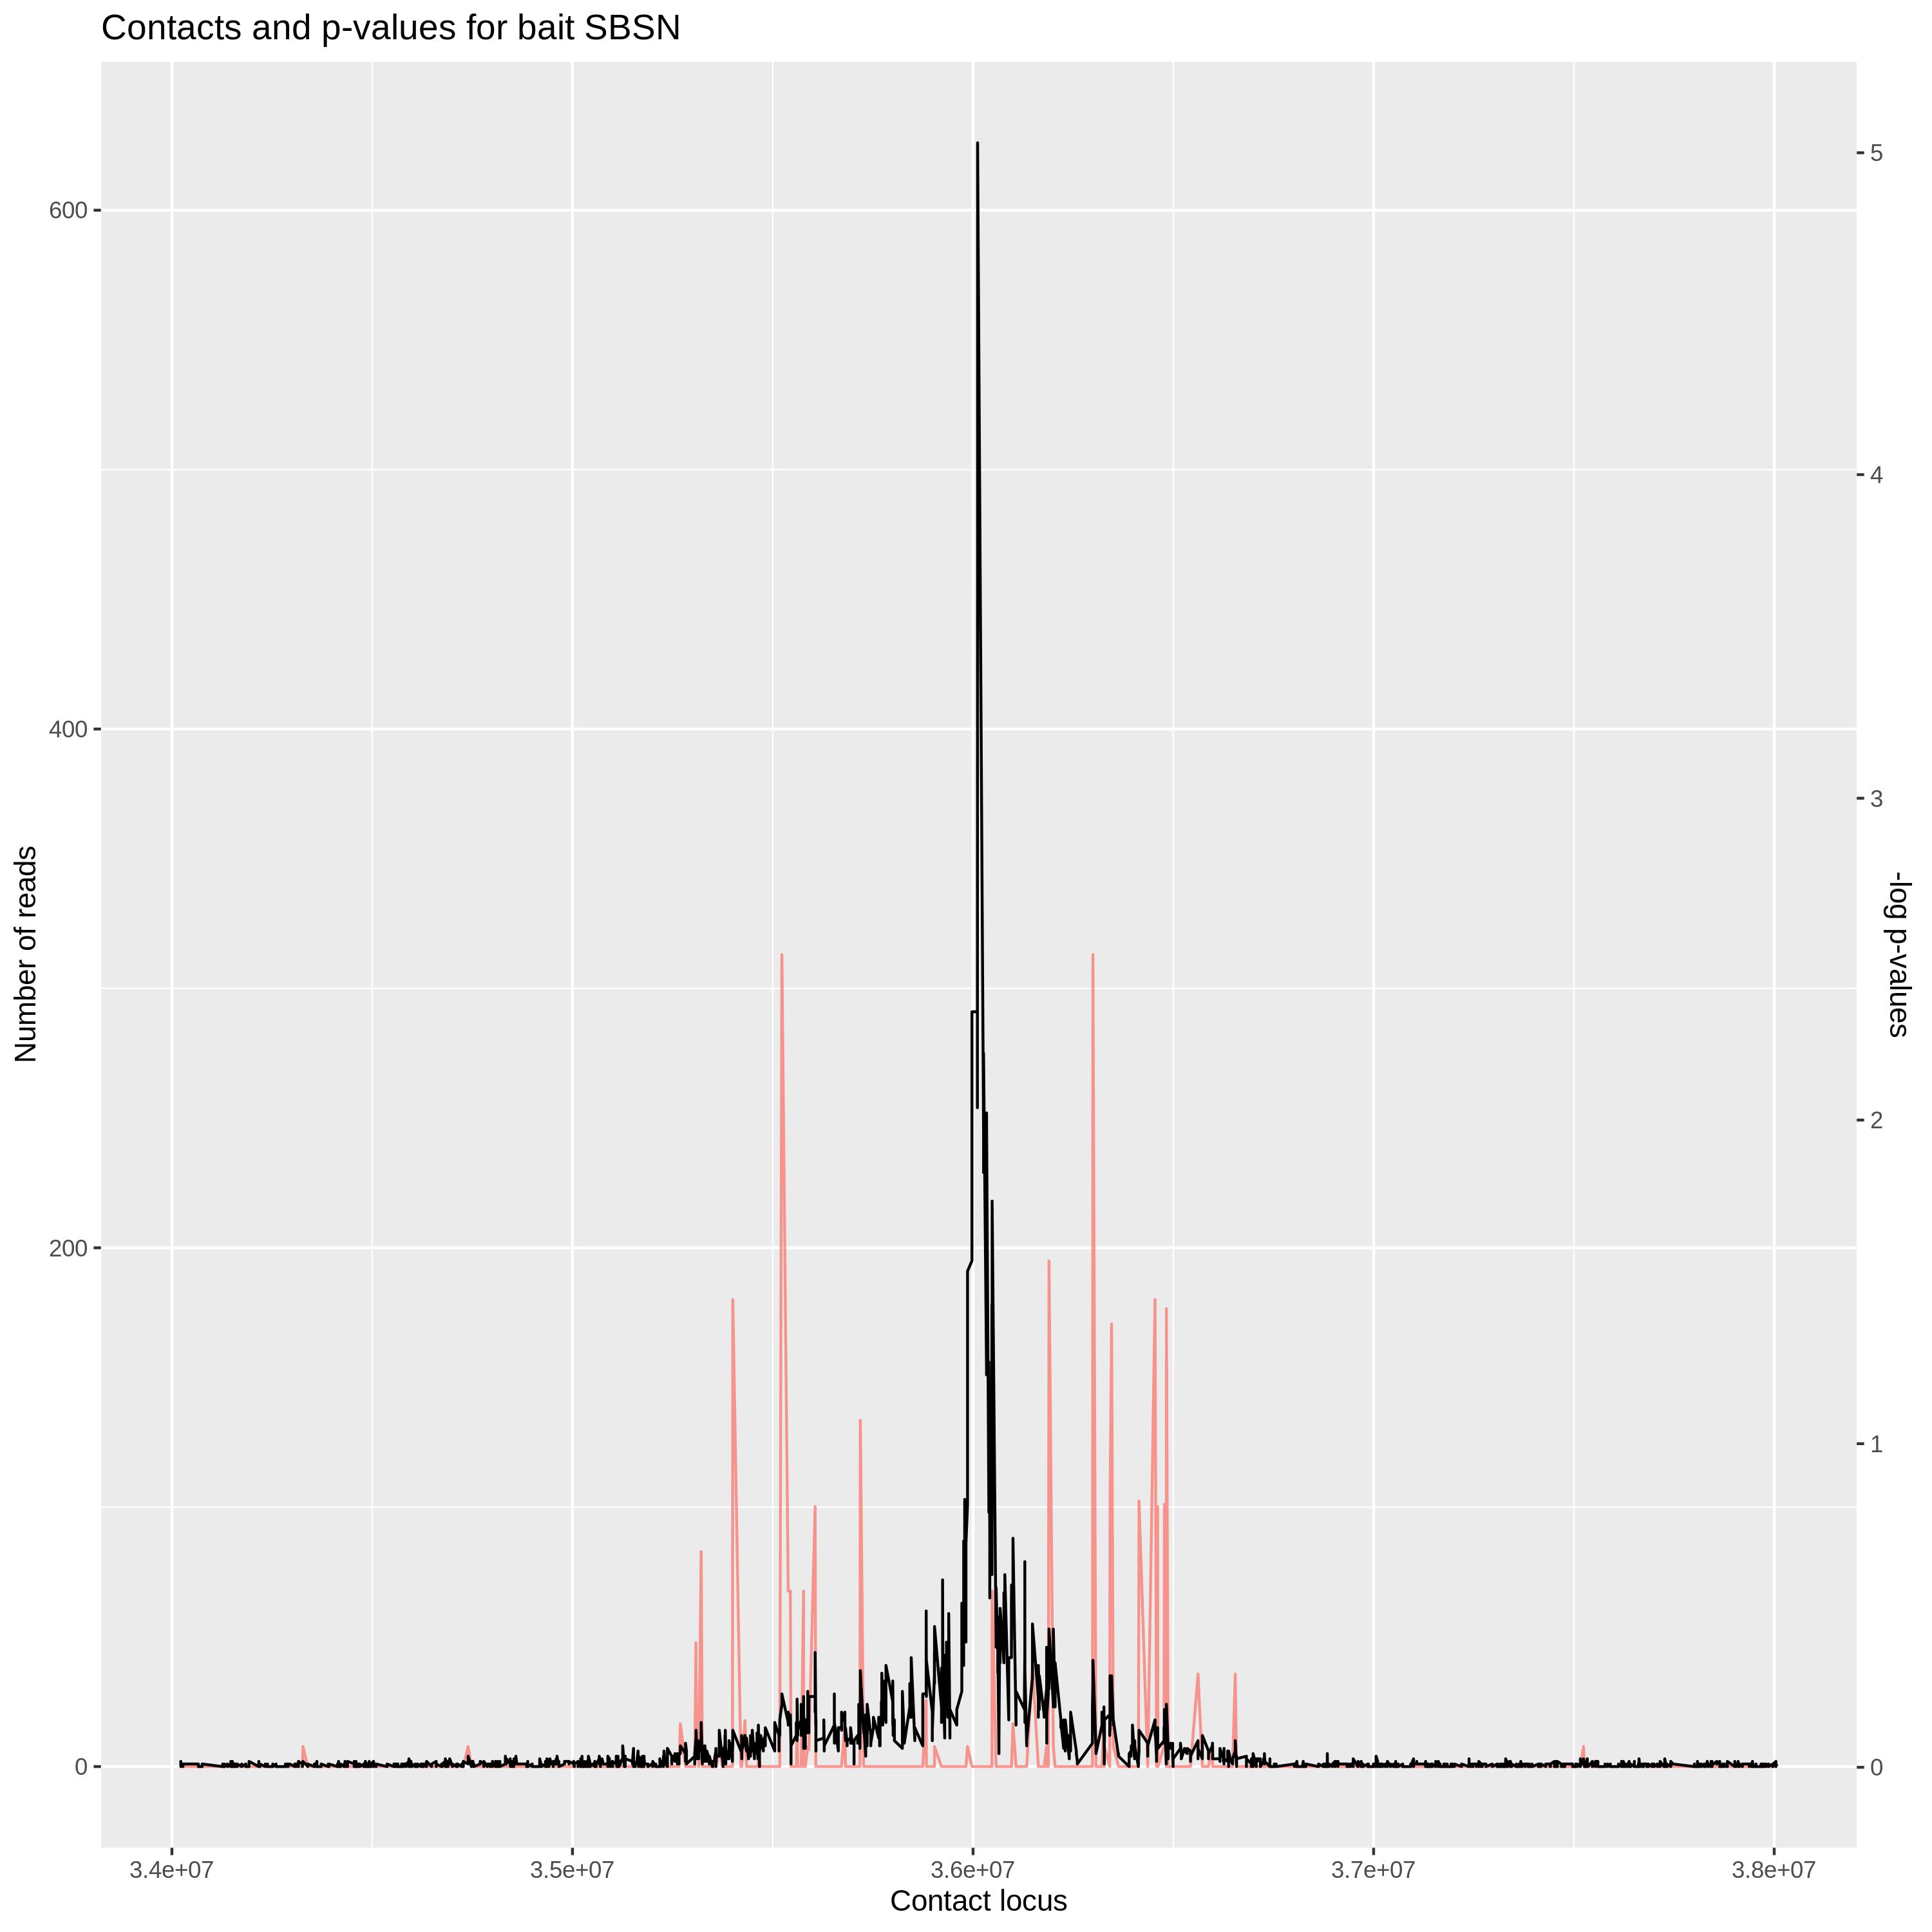 Contacts and p-values for bait SBSN
600
400
200
0
Number of reads
5
4
3
2
1
0
-log p-values
3.4e+07
3.5e+07
3.6e+07
3.7e+07
3.8e+07
Contact locus